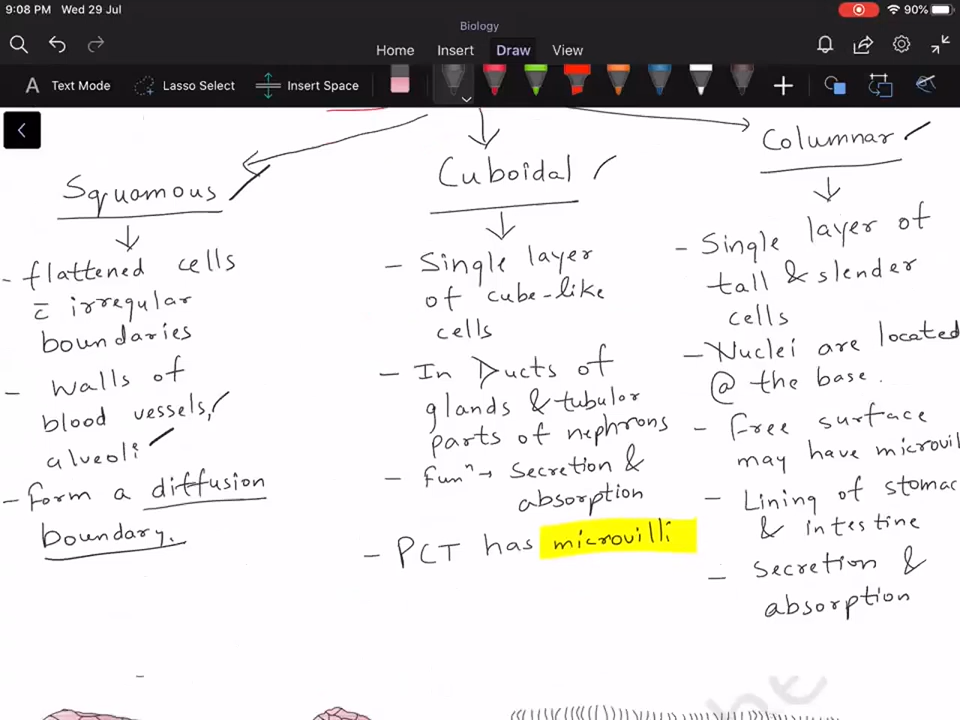 9:08 PM Wed 29 Jul
90%
Biology
Home Insert Draw View
Text Mode
Lasso Select
Insert Space
Squamous
- flattened cells
c̄ irregular
boundaries
- Walls of
blood vessels,
alveoli
- Form a diffusion
boundary.
Cuboidal
- Single layer
of cube-like
cells
- In Ducts of
glands & tubular
parts of nephrons
- funⁿ → Secretion &
absorption
- PCT has microvilli
Columnar
- Single layer of
tall & slender
cells
- Nuclei are located
@ the base.
- Free surface
may have microvil
- Lining of stomac
& intestine
- Secretion &
absorption